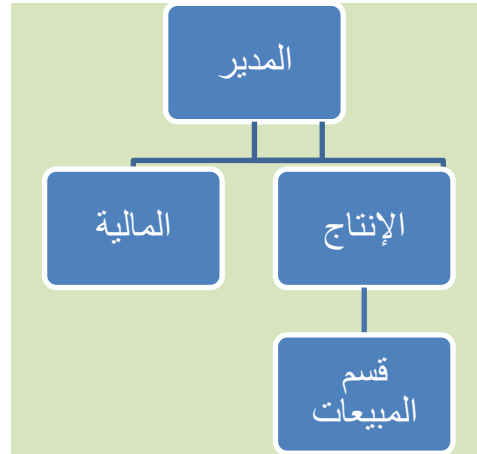 المدير
الإنتاج
المالية
قسم
المبيعات